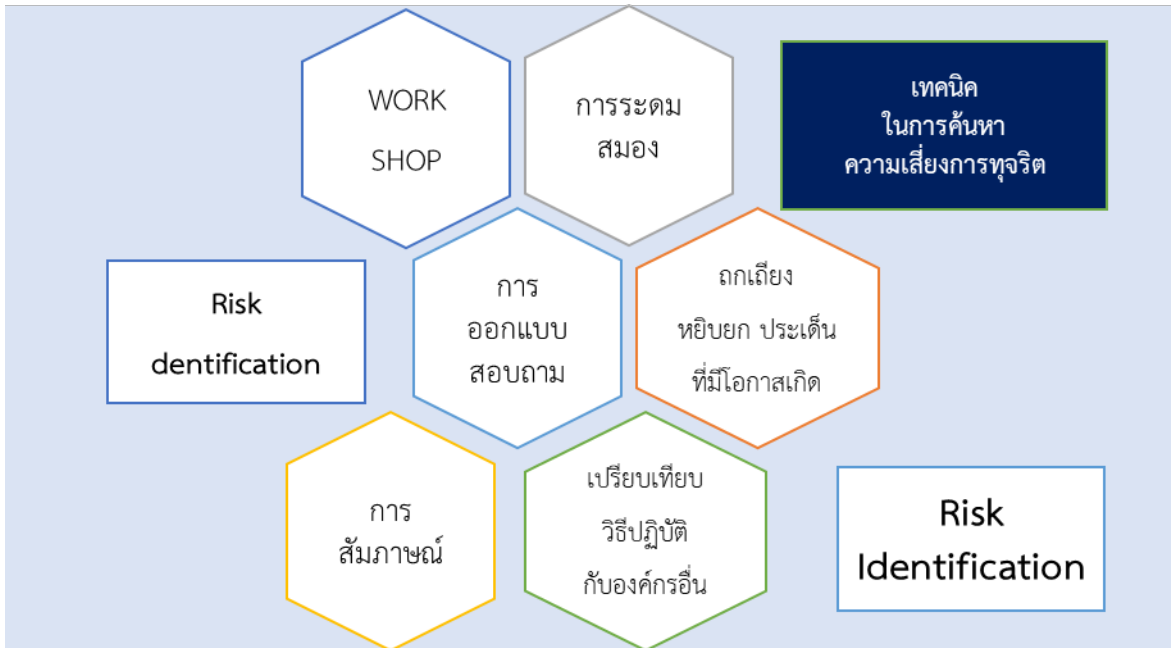 WORK
SHOP
การระดม
สมอง
เทคนิค
ในการค้นหา
ความเสี่ยงการทุจริต
Risk
dentification
การ
ออกแบบ
สอบถาม
ถกเถียง
หยิบยก ประเด็น
ที่มีโอกาสเกิด
การ
สัมภาษณ์
เปรียบเทียบ
วิธีปฏิบัติ
กับองค์กรอื่น
Risk
Identification